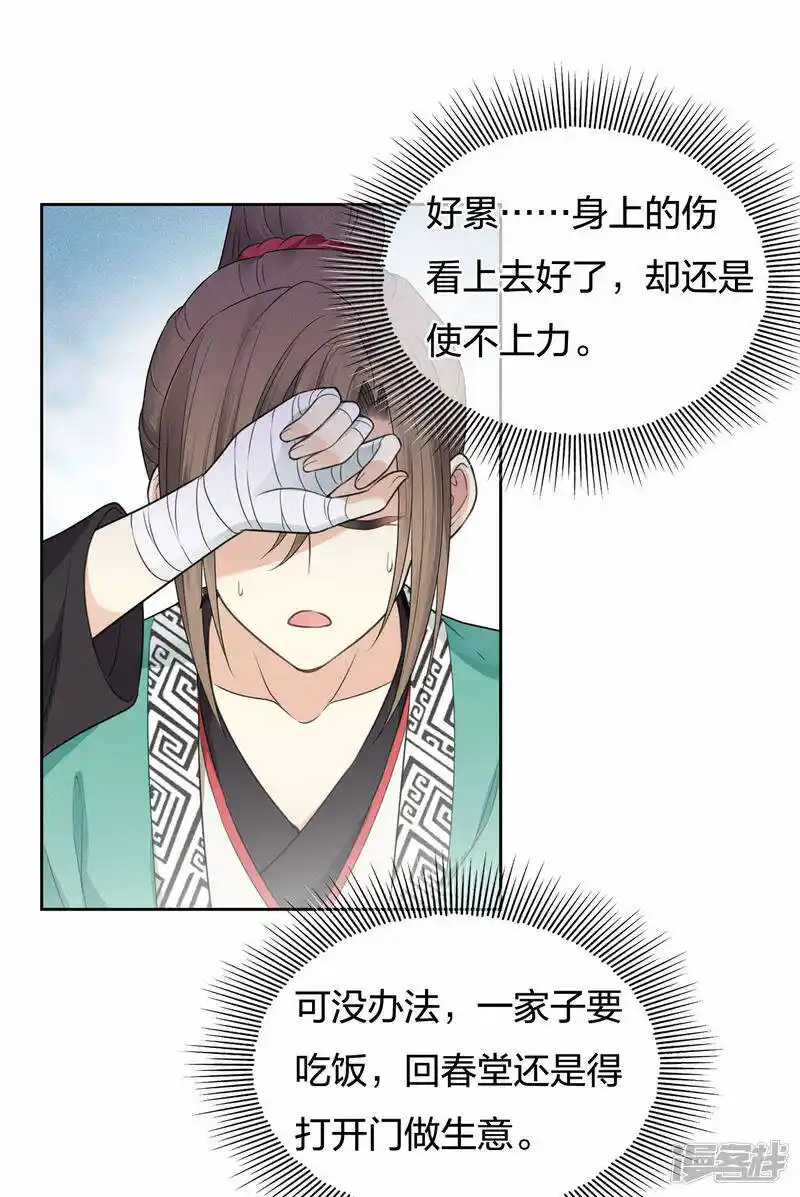 好累……身上的伤
看上去好了，却还是
使不上力。
可没办法，一家子要
吃饭，回春堂还是得
打开门做生意。
漫客栈